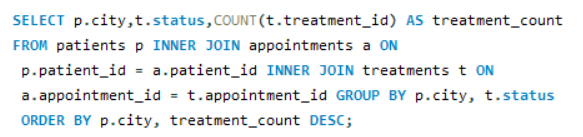 SELECT p.city,t.status,COUNT(t.treatment_id) AS treatment_count
FROM patients p INNER JOIN appointments a ON
p.patient_id = a.patient_id INNER JOIN treatments t ON
a.appointment_id = t.appointment_id GROUP BY p.city, t.status
ORDER BY p.city, treatment_count DESC;